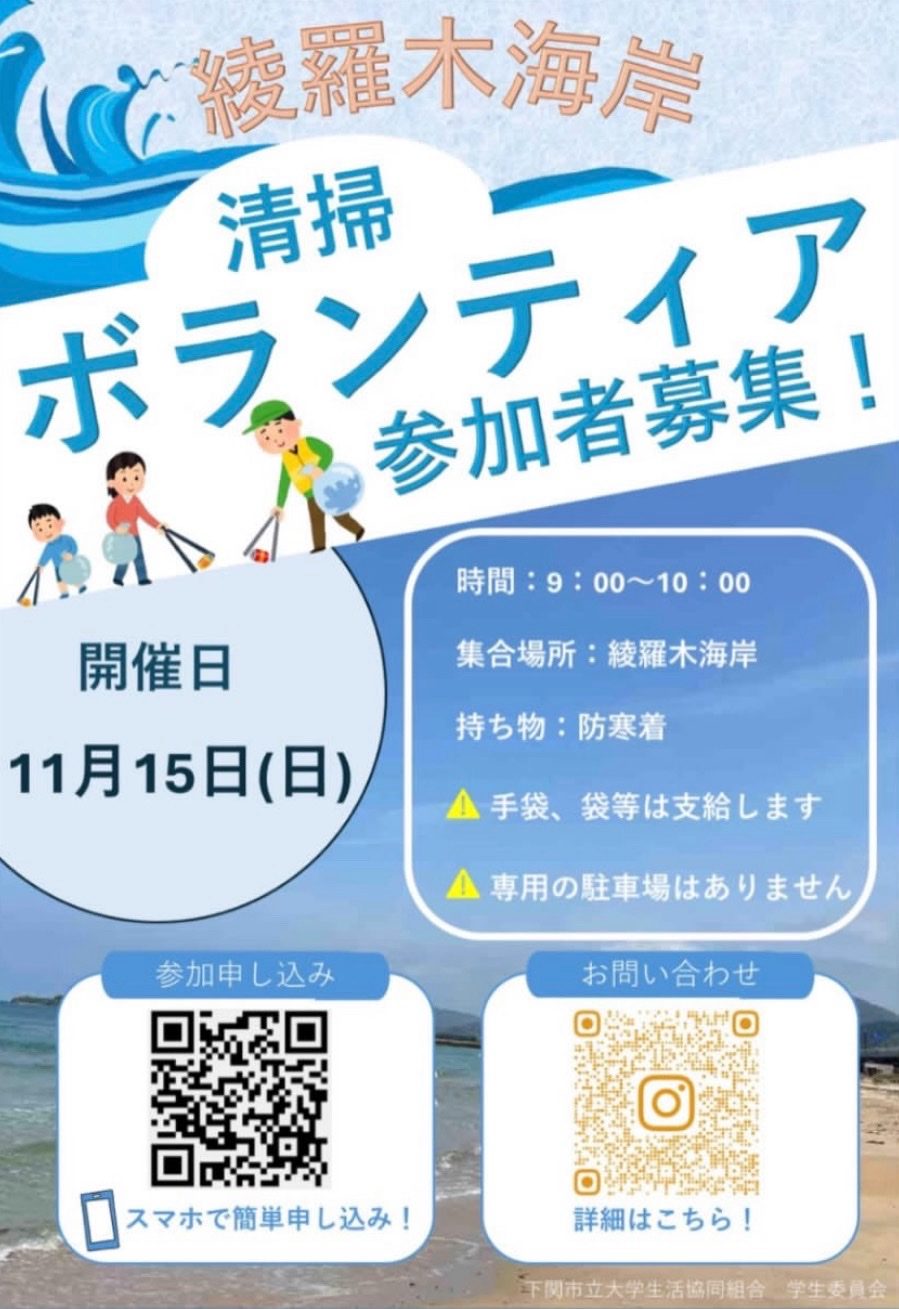 綾羅木海岸
清掃
ボランティア
参加者募集！
開催日
11月15日(日)
時間：9：00～10：00
集合場所：綾羅木海岸
持ち物：防寒着
手袋、袋等は支給します
専用の駐車場はありません
参加申し込み
スマホで簡単申し込み！
お問い合わせ
詳細はこちら！
下関市立大学生活協同組合　学生委員会